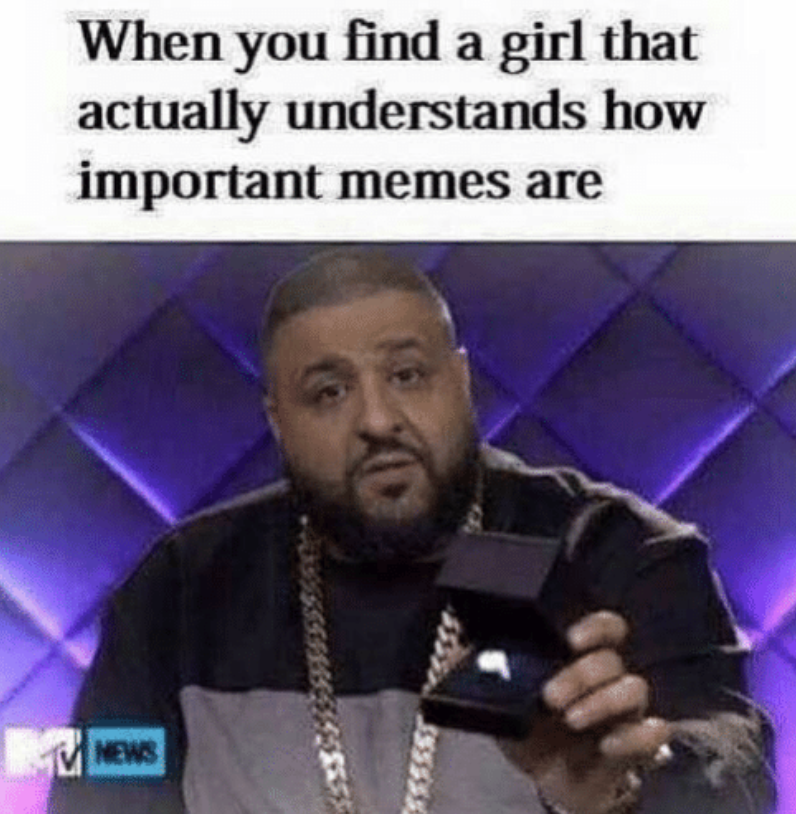 When you find a girl that
actually understands how
important memes are
MTV NEWS